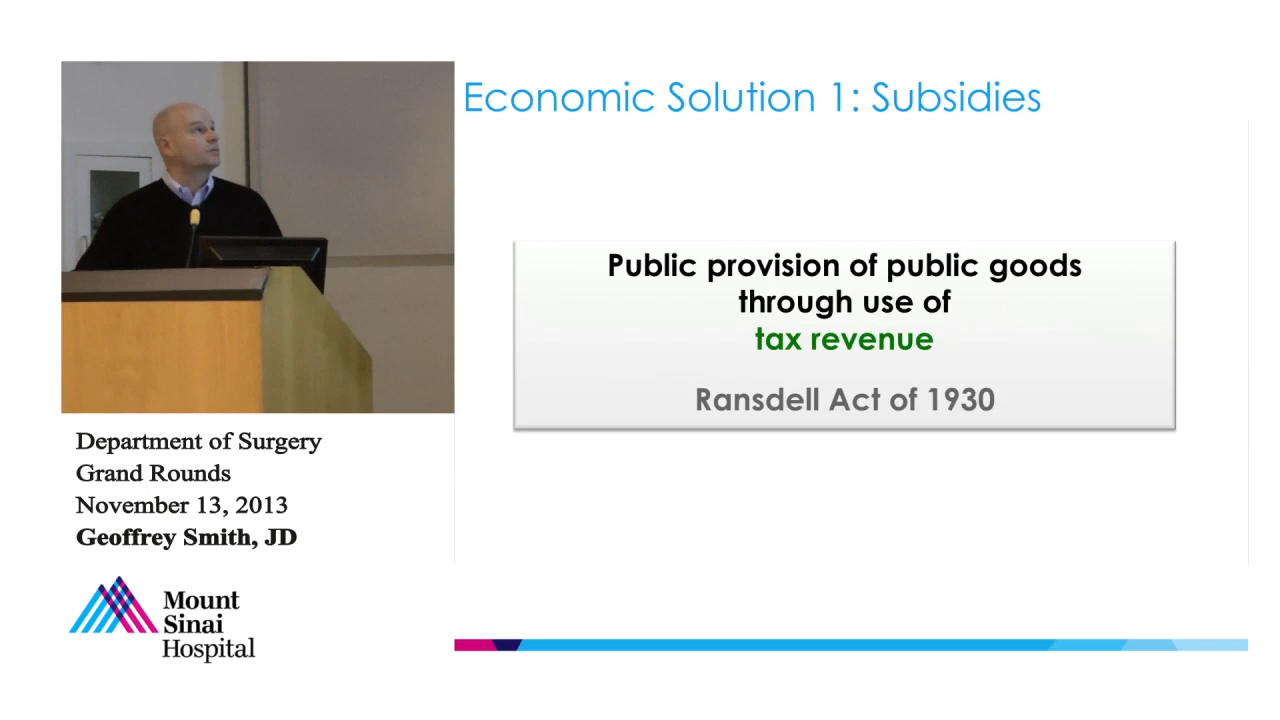 Economic Solution 1: Subsidies
Public provision of public goods
through use of
tax revenue
Ransdell Act of 1930
Department of Surgery
Grand Rounds
November 13, 2013
Geoffrey Smith, JD
Mount
Sinai
Hospital